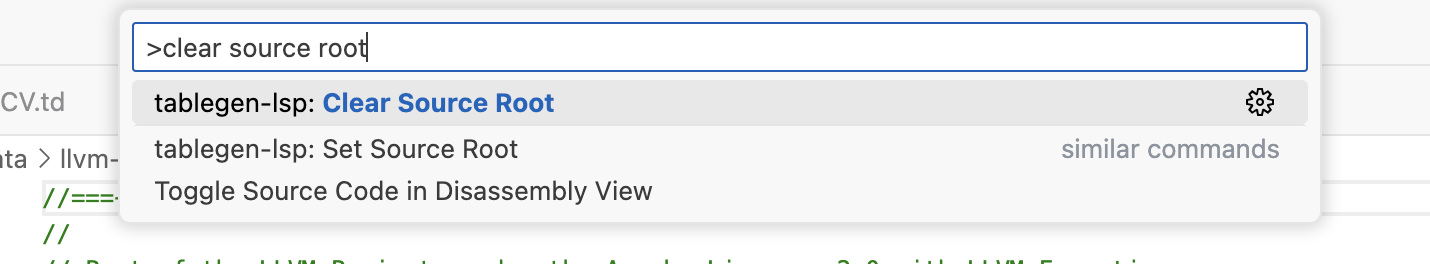 >clear source root
tablegen-lsp: Clear Source Root
CV.td
tablegen-lsp: Set Source Root similar commands
ata > llvm-
Toggle Source Code in Disassembly View
//===-
//